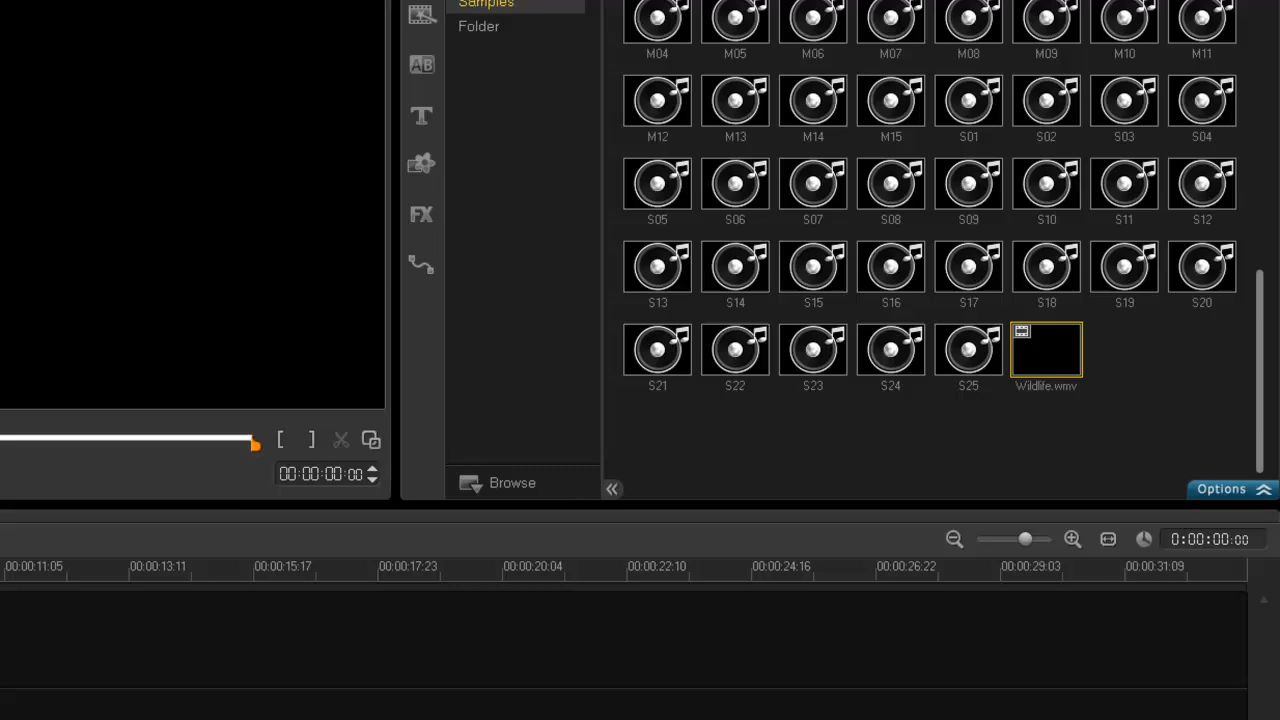 Samples
Folder
M04 M05 M06 M07 M08 M09 M10 M11
AB
M12 M13 M14 M15 S01 S02 S03 S04
T
S05 S06 S07 S08 S09 S10 S11 S12
FX
S13 S14 S15 S16 S17 S18 S19 S20
S21 S22 S23 S24 S25 Wildlife.wmv
[ ]
00:00:00:00
Browse
Options
0:00:00:00
00:00:11:05 00:00:13:11 00:00:15:17 00:00:17:23 00:00:20:04 00:00:22:10 00:00:24:16 00:00:26:22 00:00:29:03 00:00:31:09